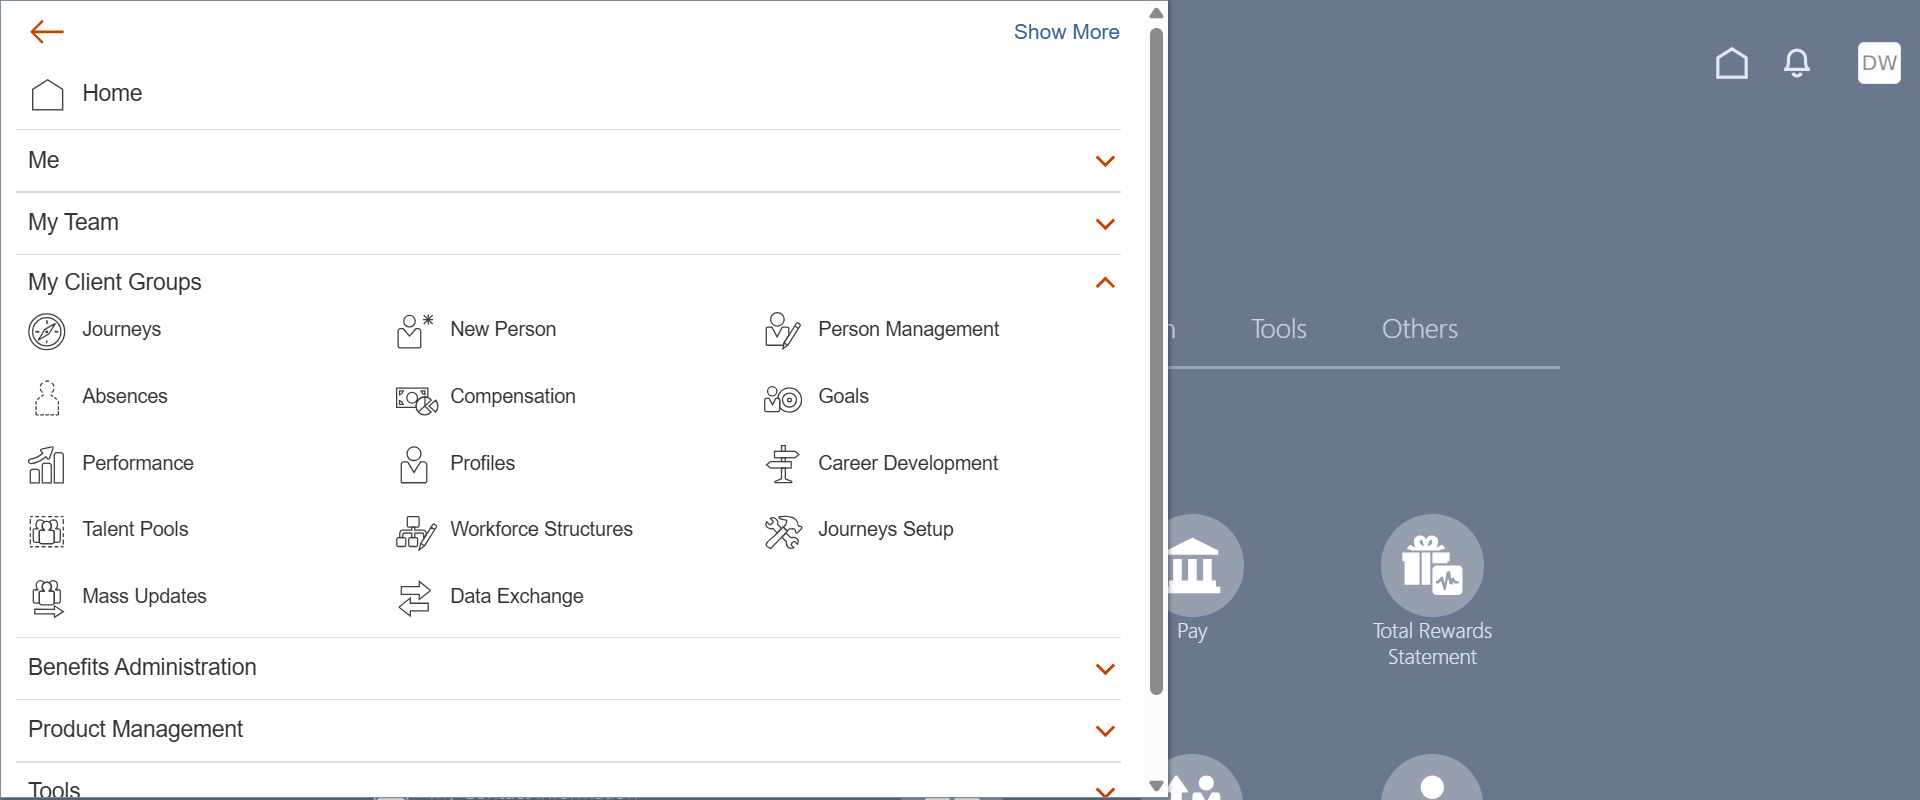 Show More
Home
Me
My Team
My Client Groups
Journeys
New Person
Person Management
Absences
Compensation
Goals
Performance
Profiles
Career Development
Talent Pools
Workforce Structures
Journeys Setup
Mass Updates
Data Exchange
Benefits Administration
Product Management
Tools
DW
Tools
Others
Pay
Total Rewards
Statement